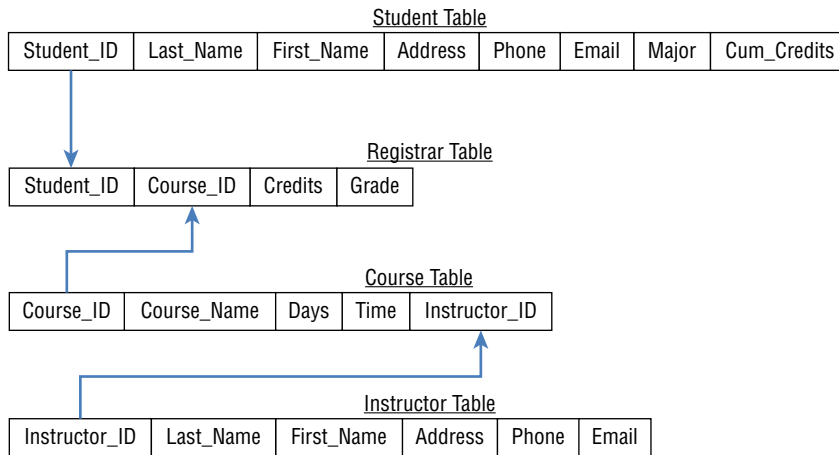 Student Table
Student_ID Last_Name First_Name Address Phone Email Major Cum_Credits
Registrar Table
Student_ID Course_ID Credits Grade
Course Table
Course_ID Course_Name Days Time Instructor_ID
Instructor Table
Instructor_ID Last_Name First_Name Address Phone Email